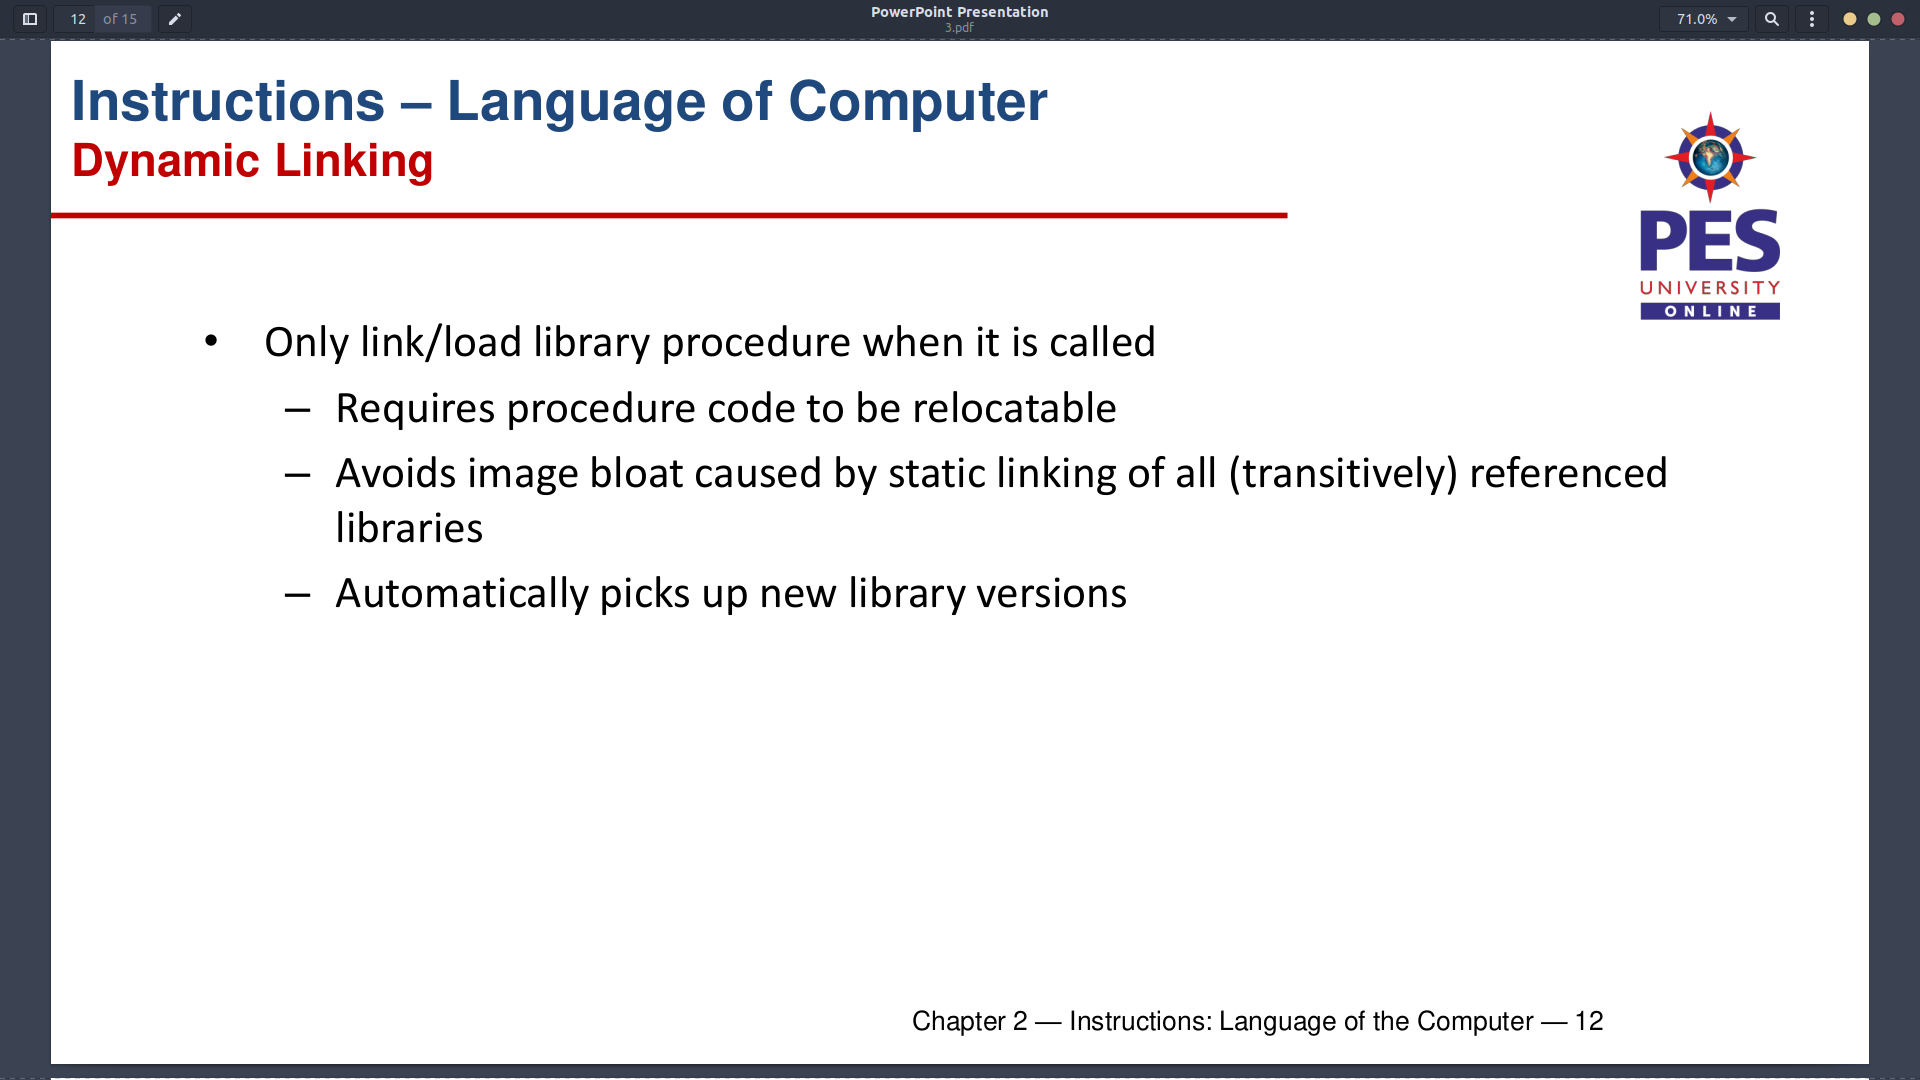 12 of 15
PowerPoint Presentation
3.pdf
71.0%
Instructions – Language of Computer
Dynamic Linking
PES
UNIVERSITY
ONLINE
• Only link/load library procedure when it is called
– Requires procedure code to be relocatable
– Avoids image bloat caused by static linking of all (transitively) referenced
libraries
– Automatically picks up new library versions
Chapter 2 — Instructions: Language of the Computer — 12